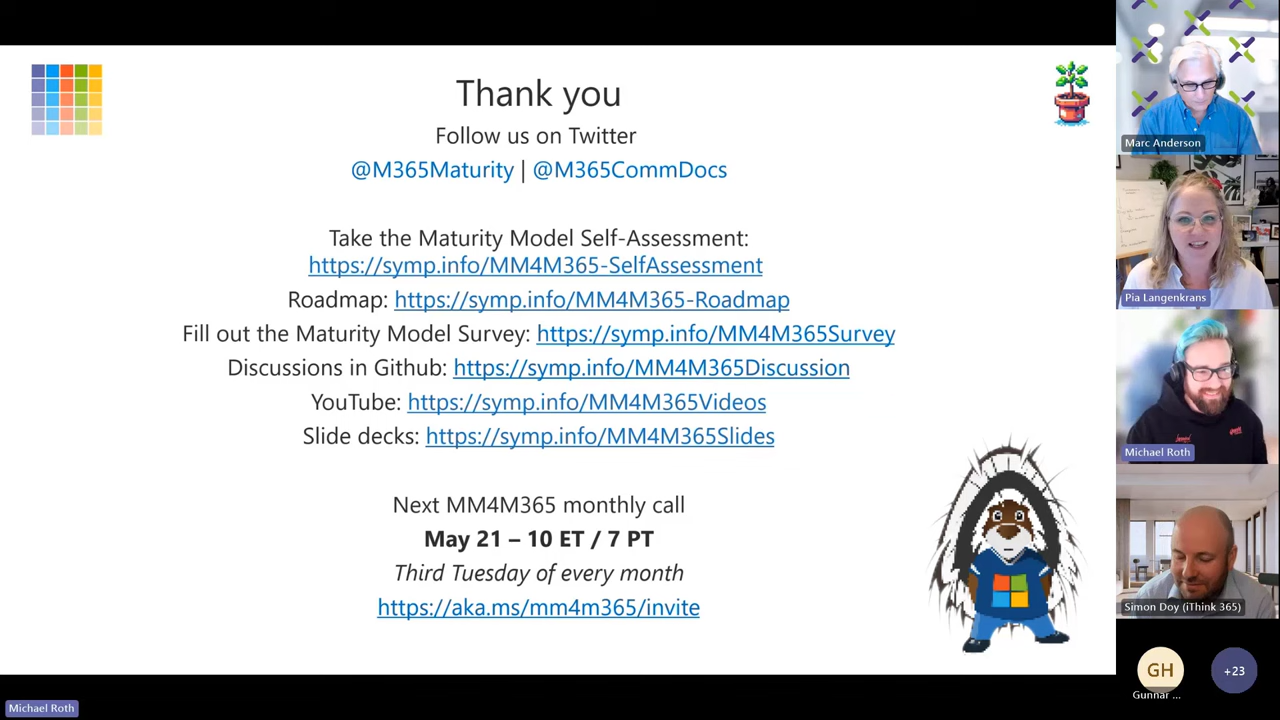 Thank you
Follow us on Twitter
@M365Maturity | @M365CommDocs
Take the Maturity Model Self-Assessment:
https://symp.info/MM4M365-SelfAssessment
Roadmap: https://symp.info/MM4M365-Roadmap
Fill out the Maturity Model Survey: https://symp.info/MM4M365Survey
Discussions in Github: https://symp.info/MM4M365Discussion
YouTube: https://symp.info/MM4M365Videos
Slide decks: https://symp.info/MM4M365Slides
Next MM4M365 monthly call
May 21 – 10 ET / 7 PT
Third Tuesday of every month
https://aka.ms/mm4m365/invite
Marc Anderson
Pia Langenkrans
Michael Roth
Simon Doy (iThink 365)
GH
Gunnar ...
+23
Michael Roth